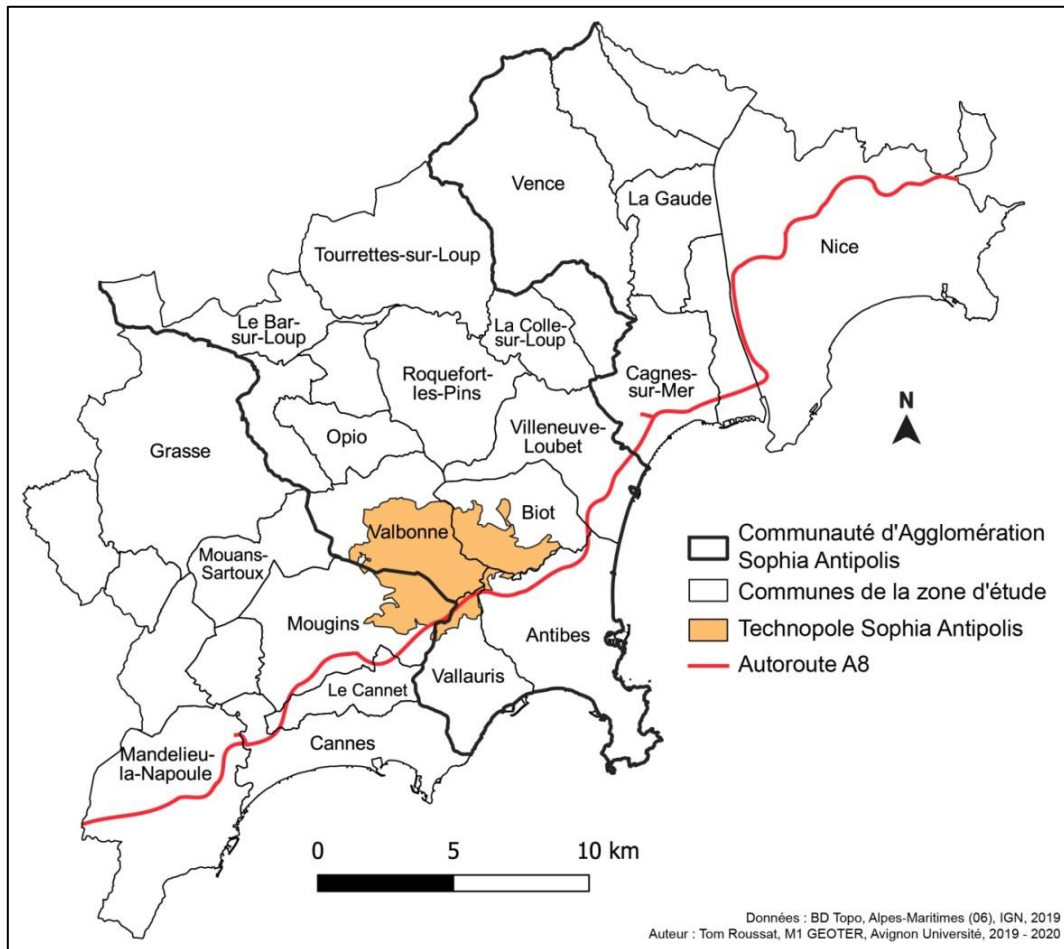 Vence
La Gaude
Nice
Tourrettes-sur-Loup
Le Bar-
sur-Loup
La Colle-
sur-Loup
Cagnes-
sur-Mer
Roquefort-
les-Pins
Villeneuve-
Loubet
Opio
Grasse
N
Biot
Valbonne
Mouans-
Sartoux
Mougins
Antibes
Vallauris
Le Cannet
Cannes
Mandelieu-
la-Napoule
Communauté d'Agglomération
Sophia Antipolis
Communes de la zone d'étude
Technopole Sophia Antipolis
Autoroute A8
0 5 10 km
Données : BD Topo, Alpes-Maritimes (06), IGN, 2019
Auteur : Tom Roussat, M1 GEOTER, Avignon Université, 2019 - 2020